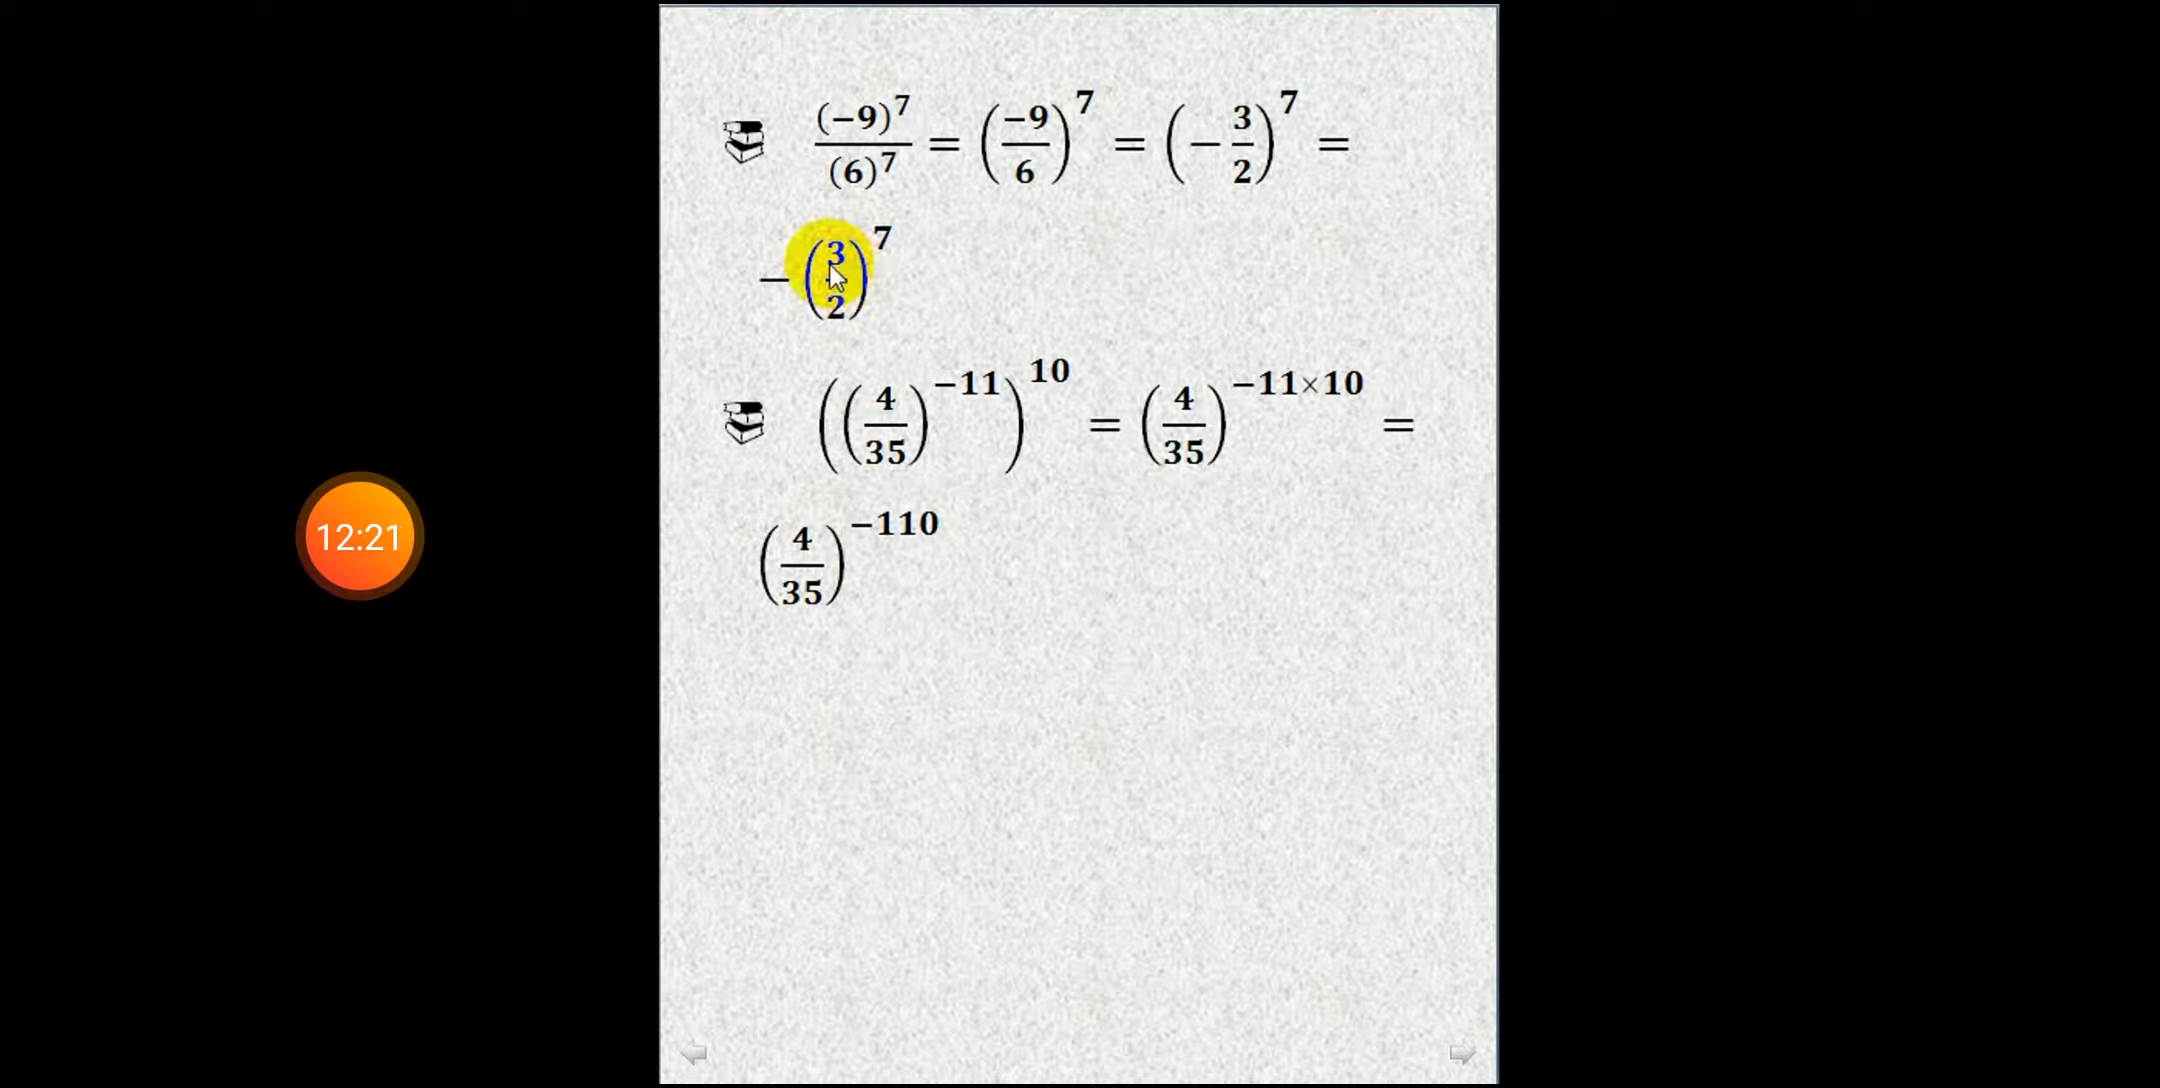 (−9)^7 / (6)^7 = (−9/6)^7 = (−3/2)^7 =
−(3/2)^7
12:21
((4/35)^−11)^10 = (4/35)^−11×10 =
(4/35)^−110